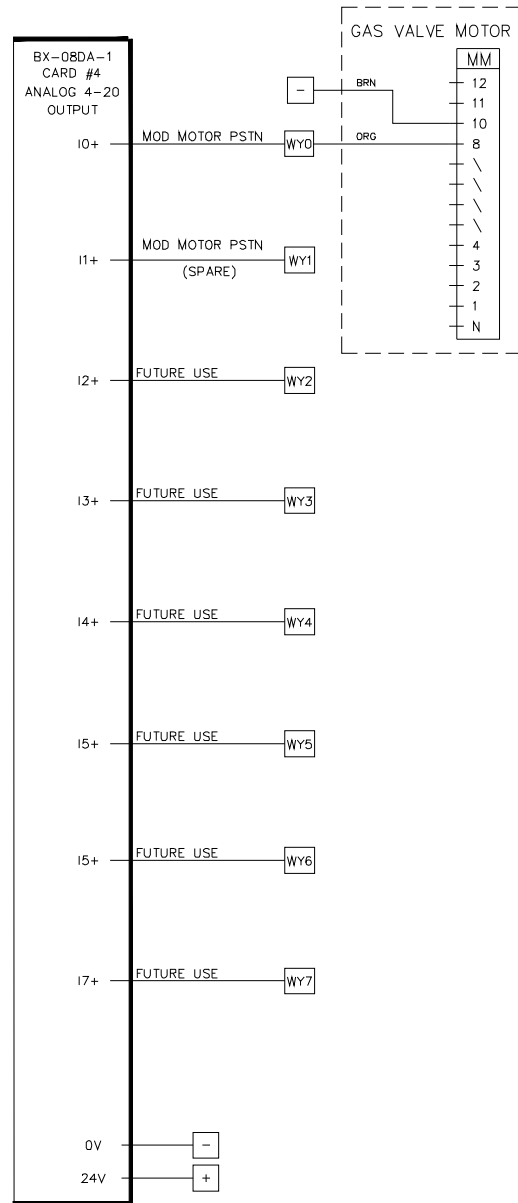 GAS VALVE MOTOR
MM
12
11
10
8
\
\
\
\
4
3
2
1
N
BRN
-
ORG
BX-08DA-1
CARD #4
ANALOG 4-20
OUTPUT
I0+ MOD MOTOR PSTN WY0
I1+ MOD MOTOR PSTN WY1
(SPARE)
I2+ FUTURE USE WY2
I3+ FUTURE USE WY3
I4+ FUTURE USE WY4
I5+ FUTURE USE WY5
I5+ FUTURE USE WY6
I7+ FUTURE USE WY7
0V -
24V +